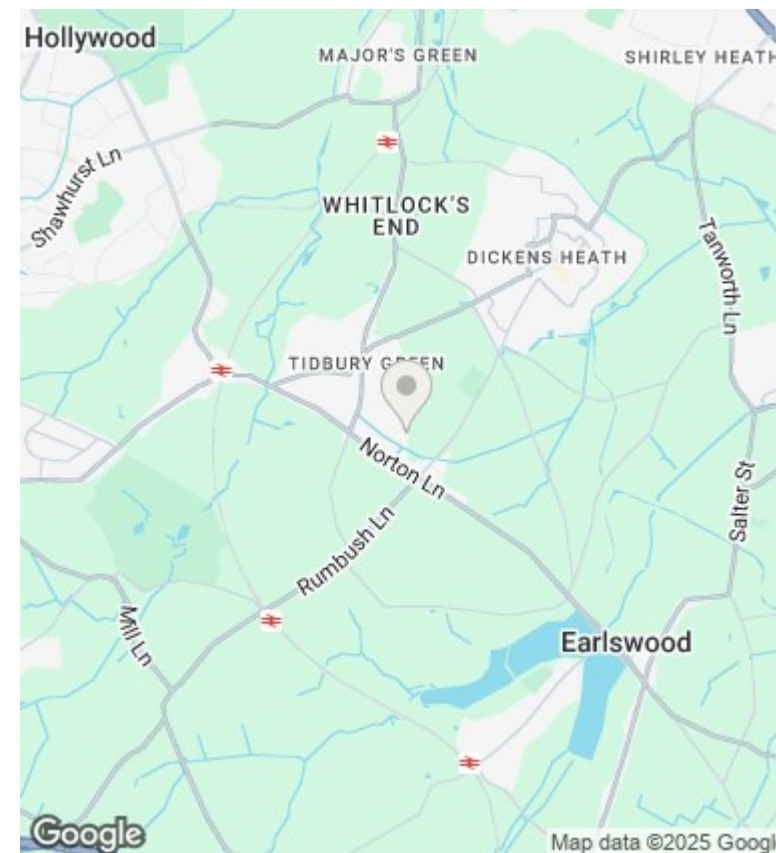 Hollywood
MAJOR'S GREEN
SHIRLEY HEATH
Shawhurst Ln
WHITLOCK'S
END
DICKENS HEATH
Tanworth Ln
TIDBURY GREEN
Norton Ln
Salter St
Rumbush Ln
Mill Ln
Earlswood
Google
Map data ©2025 Google